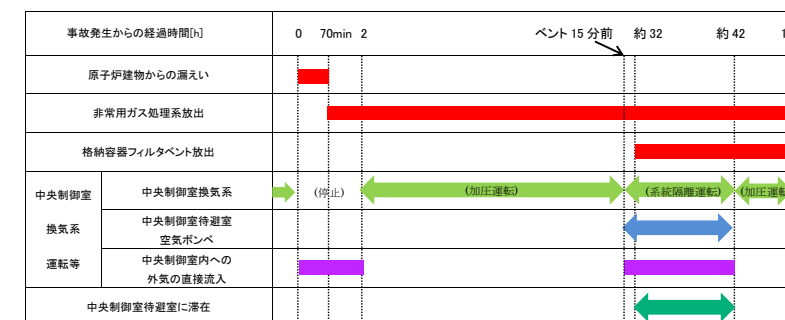 事故発生からの経過時間[h] 0 70min 2 ベント 15 分前 約 32 約 42 1
原子炉建物からの漏えい
非常用ガス処理系放出
格納容器フィルタベント放出
中央制御室
換気系
運転等
中央制御室換気系 (停止) (加圧運転) (系統隔離運転) (加圧運転
中央制御室待避室
空気ボンベ
中央制御室内への
外気の直接流入
中央制御室待避室に滞在